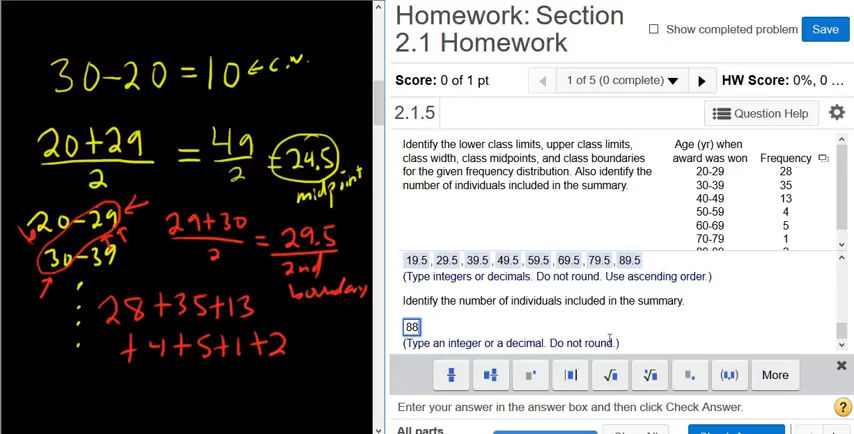 30-20=10 ← C.W.
20+29 / 2 = 49/2 = 24.5
midpoint
20-29
30-39
29+30 / 2 = 29.5
2nd
boundary
28+35+13
+4+5+1+2
Homework: Section
2.1 Homework
Show completed problem
Save
Score: 0 of 1 pt
1 of 5 (0 complete)
HW Score: 0%, 0 ...
2.1.5
Question Help
Identify the lower class limits, upper class limits,
class width, class midpoints, and class boundaries
for the given frequency distribution. Also identify the
number of individuals included in the summary.
Age (yr) when
award was won Frequency
20-29 28
30-39 35
40-49 13
50-59 4
60-69 5
70-79 1
19.5, 29.5, 39.5, 49.5, 59.5, 69.5, 79.5, 89.5
(Type integers or decimals. Do not round. Use ascending order.)
Identify the number of individuals included in the summary.
88
(Type an integer or a decimal. Do not round.)
More
Enter your answer in the answer box and then click Check Answer.
?
All parts